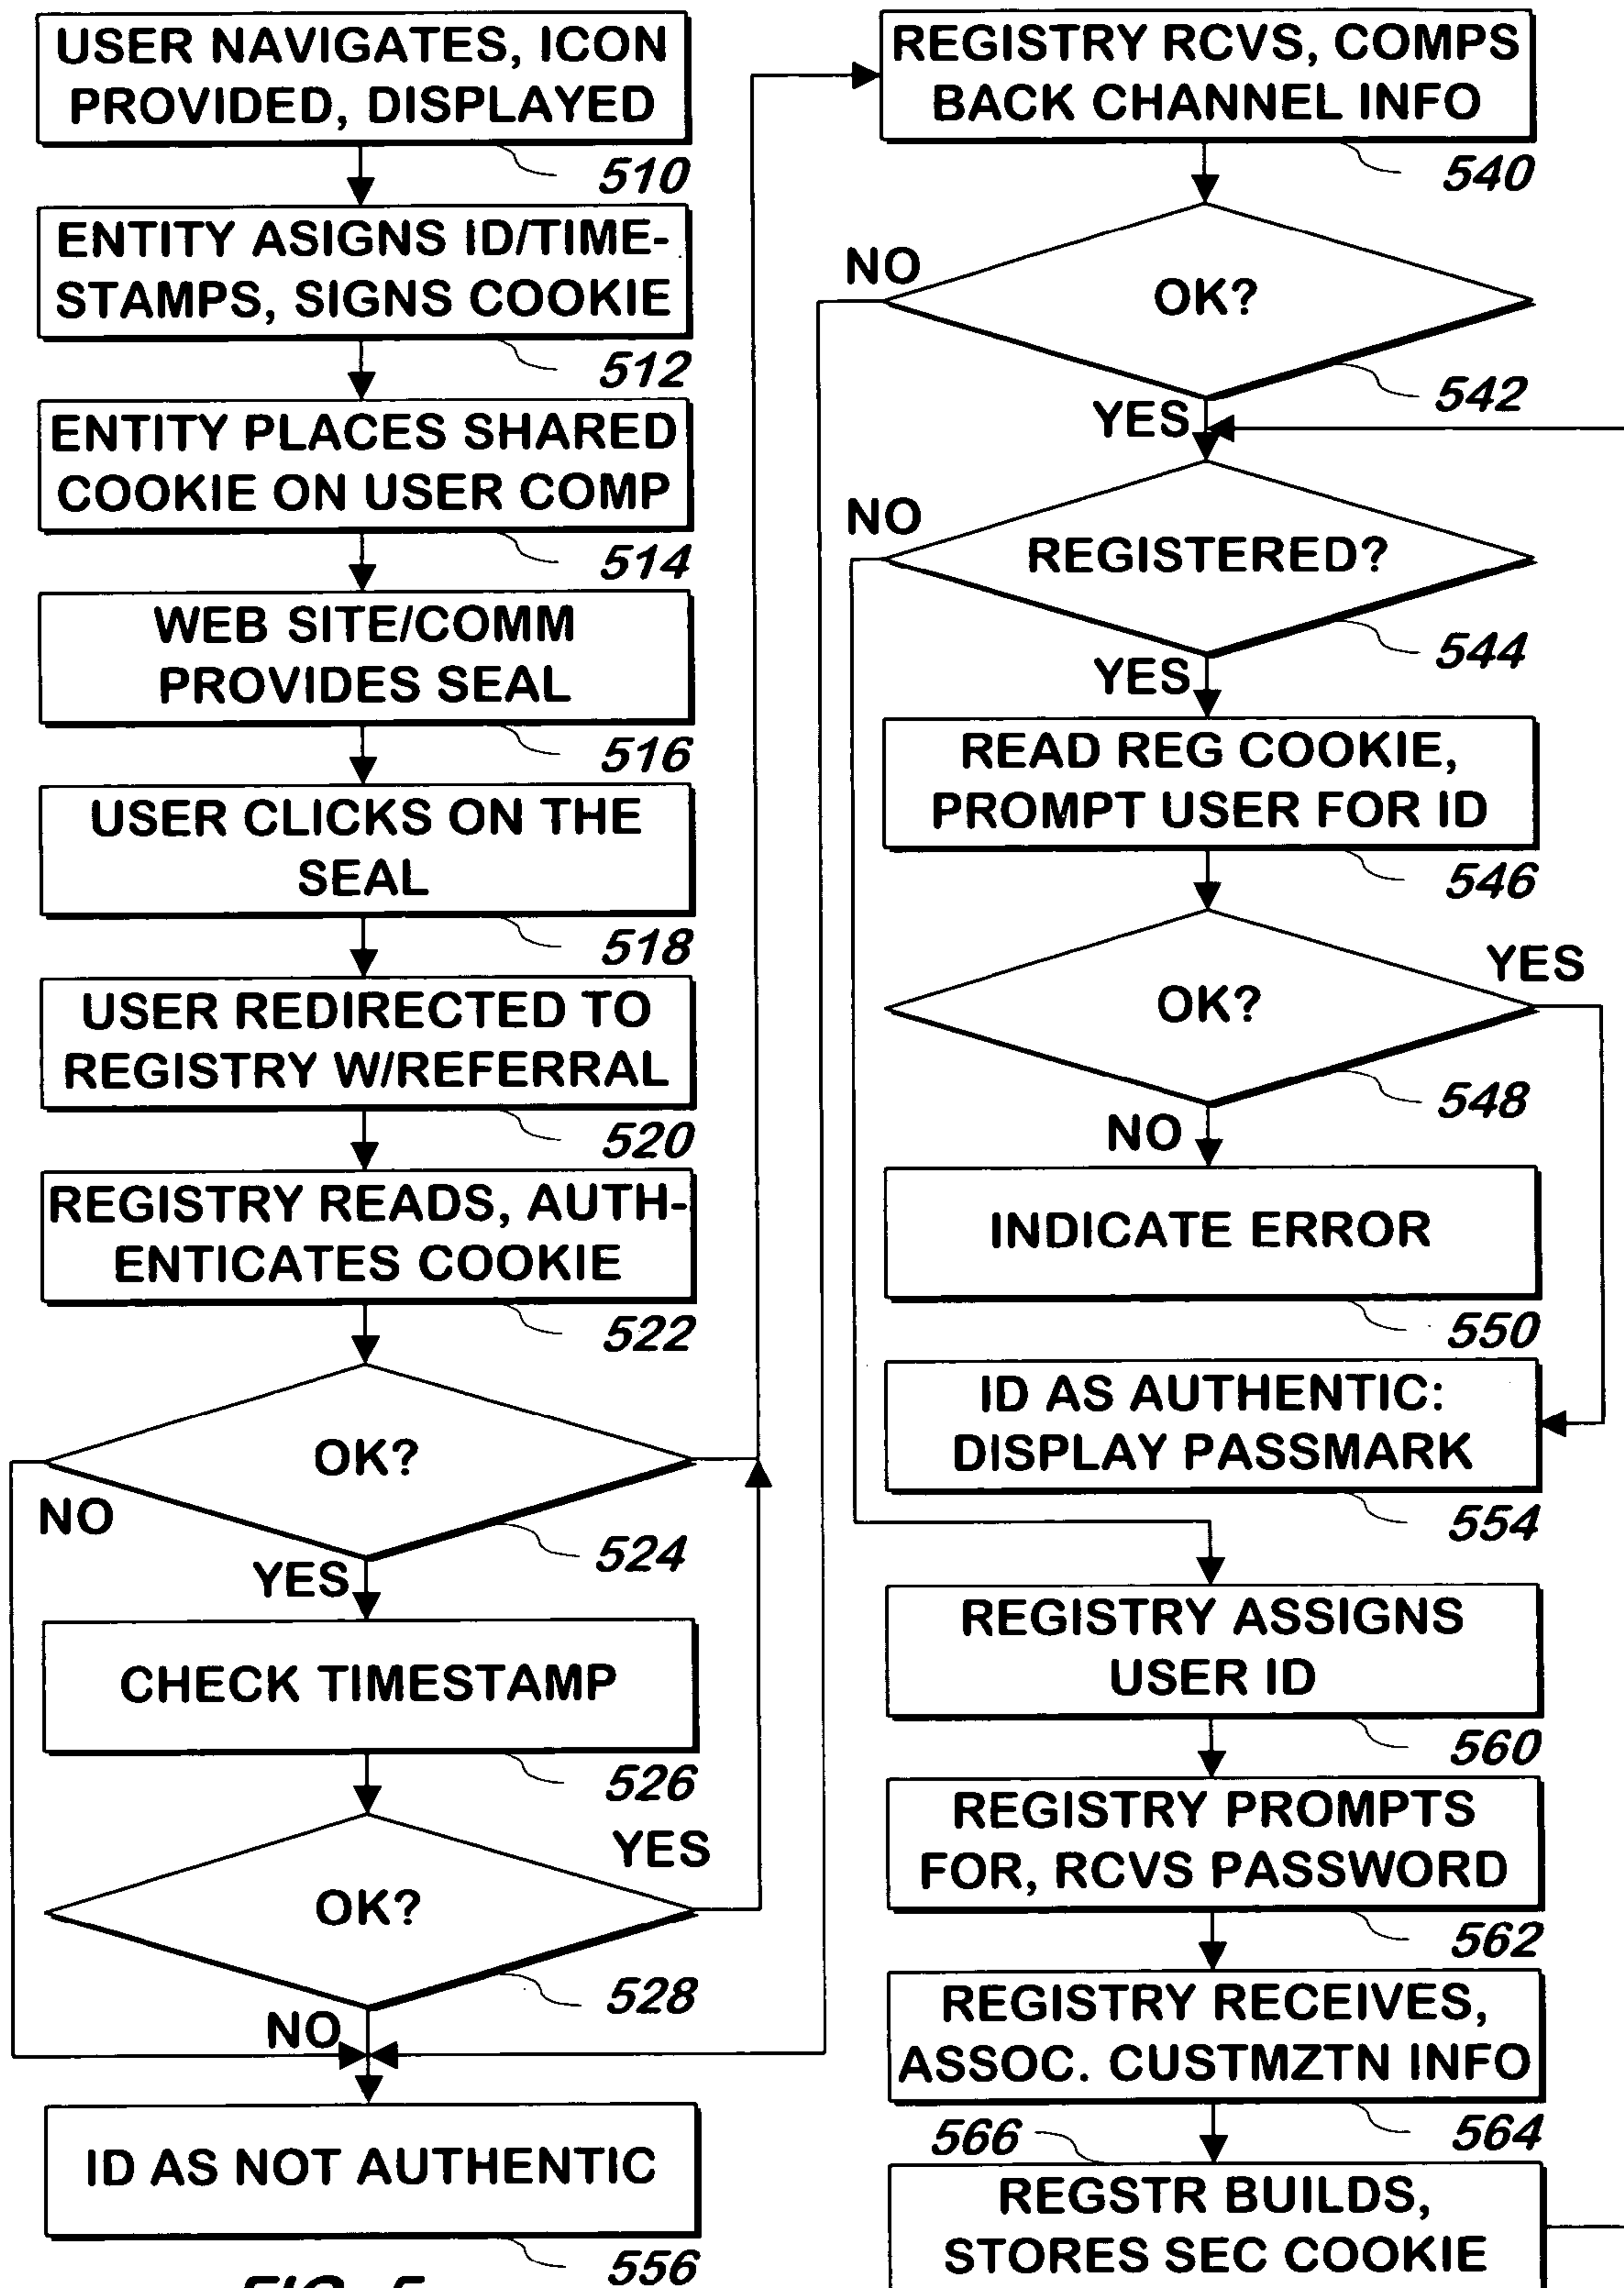 USER NAVIGATES, ICON
PROVIDED, DISPLAYED
510
ENTITY ASIGNS ID/TIME-
STAMPS, SIGNS COOKIE
512
ENTITY PLACES SHARED
COOKIE ON USER COMP
514
WEB SITE/COMM
PROVIDES SEAL
516
USER CLICKS ON THE
SEAL
518
USER REDIRECTED TO
REGISTRY W/REFERRAL
520
REGISTRY READS, AUTH-
ENTICATES COOKIE
522
OK?
NO
524
YES
CHECK TIMESTAMP
526
YES
OK?
528
NO
ID AS NOT AUTHENTIC
556
REGISTRY RCVS, COMPS
BACK CHANNEL INFO
540
NO
OK?
542
YES
NO
REGISTERED?
544
YES
READ REG COOKIE,
PROMPT USER FOR ID
546
YES
OK?
548
NO
INDICATE ERROR
550
ID AS AUTHENTIC:
DISPLAY PASSMARK
554
REGISTRY ASSIGNS
USER ID
560
REGISTRY PROMPTS
FOR, RCVS PASSWORD
562
REGISTRY RECEIVES,
ASSOC. CUSTMZTN INFO
564
566
REGSTR BUILDS,
STORES SEC COOKIE